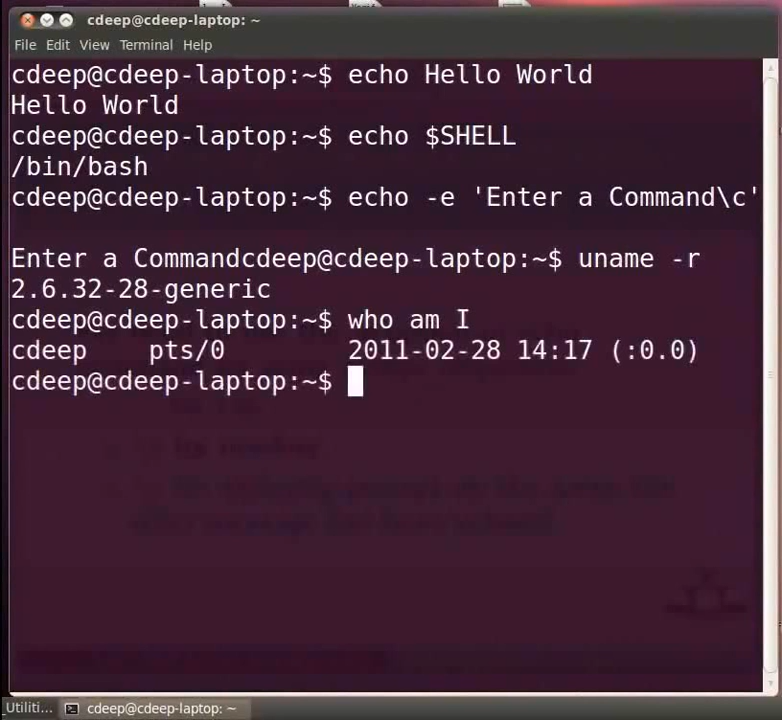 cdeep@cdeep-laptop: ~
File Edit View Terminal Help
cdeep@cdeep-laptop:~$ echo Hello World
Hello World
cdeep@cdeep-laptop:~$ echo $SHELL
/bin/bash
cdeep@cdeep-laptop:~$ echo -e 'Enter a Command\c'
Enter a Commandcdeep@cdeep-laptop:~$ uname -r
2.6.32-28-generic
cdeep@cdeep-laptop:~$ who am I
cdeep pts/0 2011-02-28 14:17 (:0.0)
cdeep@cdeep-laptop:~$
Utiliti... cdeep@cdeep-laptop: ~